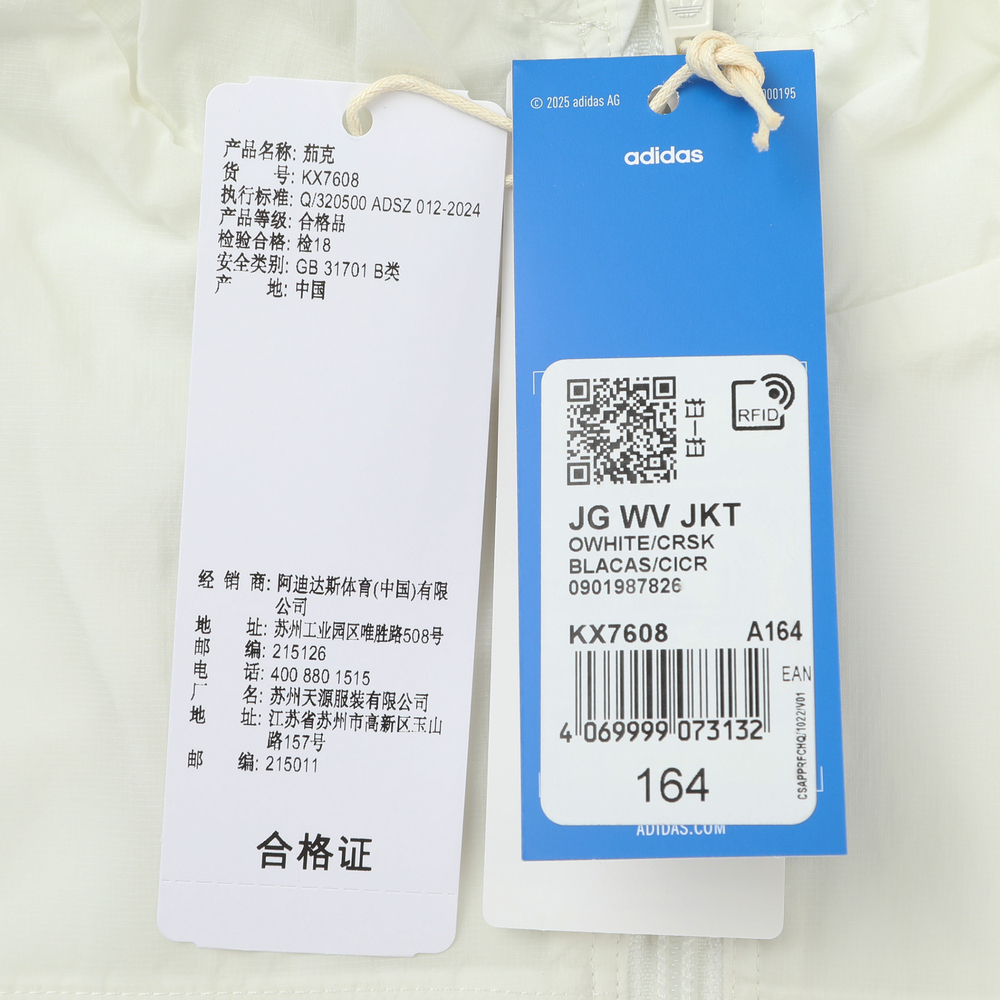 产品名称: 茄克
货 号: KX7608
执行标准: Q/320500 ADSZ 012-2024
产品等级: 合格品
检验合格: 检18
安全类别: GB 31701 B类
产 地: 中国
经 销 商: 阿迪达斯体育(中国)有限
公司
地 址: 苏州工业园区唯胜路508号
邮 编: 215126
电 话: 400 880 1515
厂 名: 苏州天源服装有限公司
地 址: 江苏省苏州市高新区玉山
路157号
邮 编: 215011
合格证
© 2025 adidas AG
000195
adidas
扫一扫
RFID
JG WV JKT
OWHITE/CRSK
BLACAS/CICR
0901987826
KX7608 A164
EAN
4 069999 073132
CSAPPRFCHQ/1022/V01
164
ADIDAS.COM